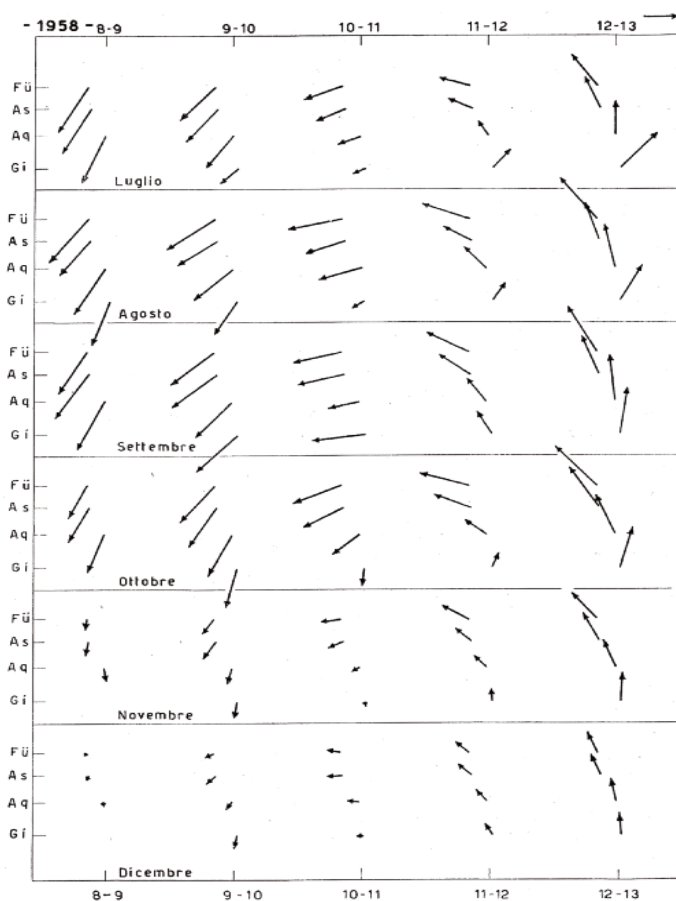 - 1958 - 8-9 9-10 10-11 11-12 12-13
Fü
As
Aq
Gi
Luglio
Fü
As
Aq
Gi
Agosto
Fü
As
Aq
Gi
Settembre
Fü
As
Aq
Gi
Ottobre
Fü
As
Aq
Gi
Novembre
Fü
As
Aq
Gi
Dicembre
8-9 9-10 10-11 11-12 12-13